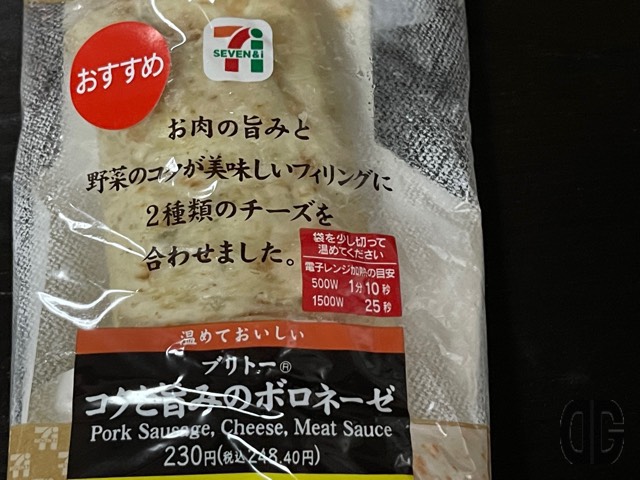 おすすめ
SEVEN&i
お肉の旨みと
野菜のコクが美味しいフィリングに
2種類のチーズを
合わせました。
袋を少し切って
温めてください
電子レンジ加熱の目安
500W 1分10秒
1500W 25秒
温めておいしい
ブリトー®
コクと旨みのボロネーゼ
Pork Sausage, Cheese, Meat Sauce
230円(税込248.40円)